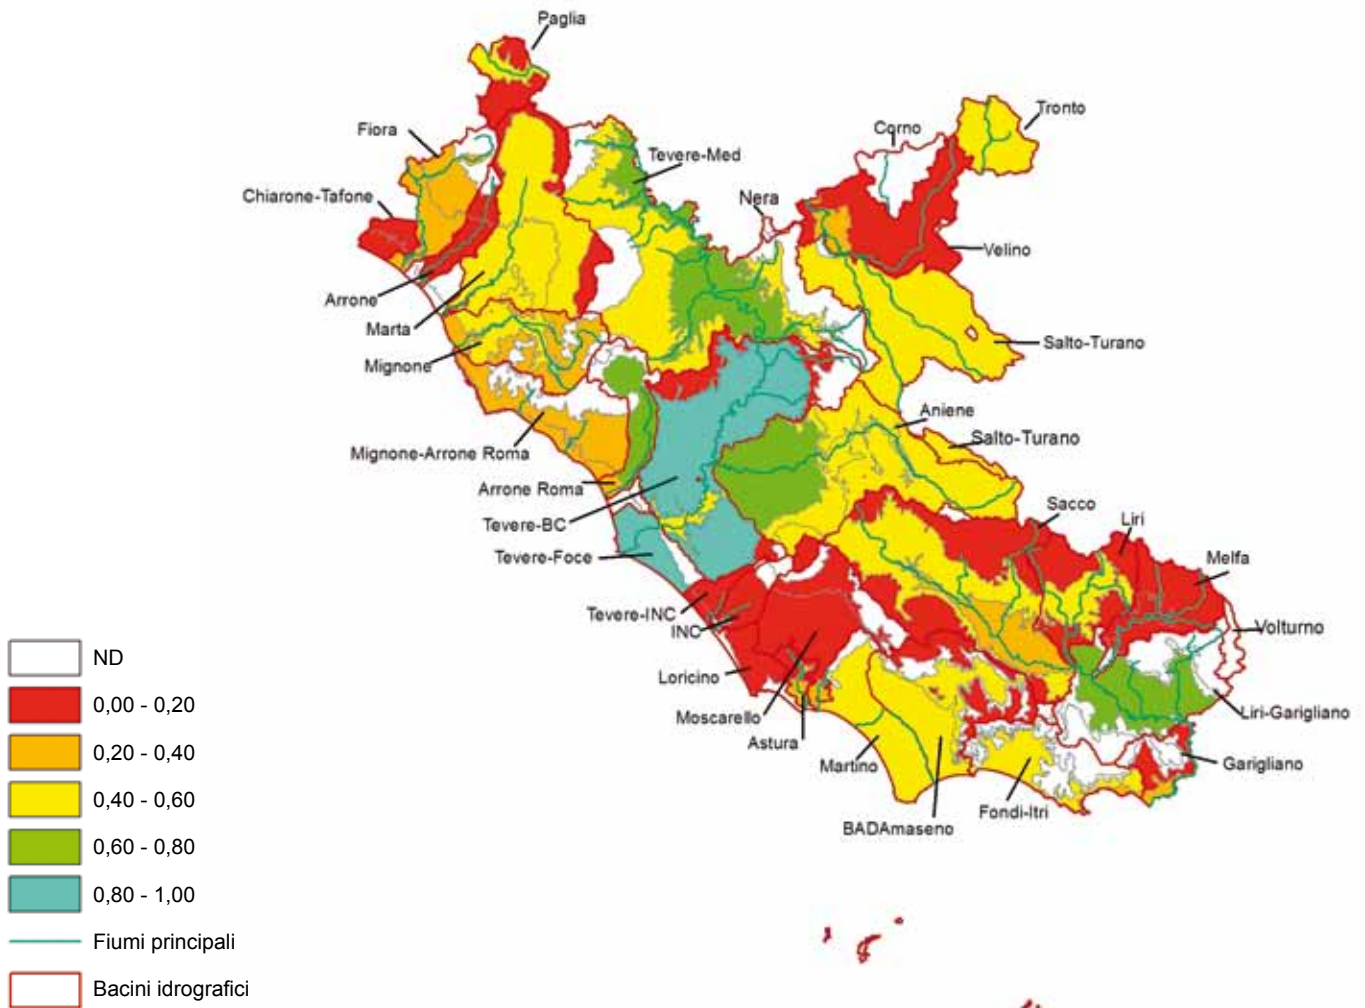 Paglia
Tronto
Corno
Fiora
Tevere-Med
Chiarone-Tafone
Nera
Velino
Arrone
Marta
Salto-Turano
Mignone
Aniene
Salto-Turano
Mignone-Arrone Roma
Arrone Roma
Sacco
Liri
Tevere-BC
Melfa
Tevere-Foce
Tevere-INC
INC
Volturno
Loricino
Moscarello
Liri-Garigliano
Astura
Martino
Garigliano
Fondi-Itri
BADAmaseno
ND
0,00 - 0,20
0,20 - 0,40
0,40 - 0,60
0,60 - 0,80
0,80 - 1,00
Fiumi principali
Bacini idrografici